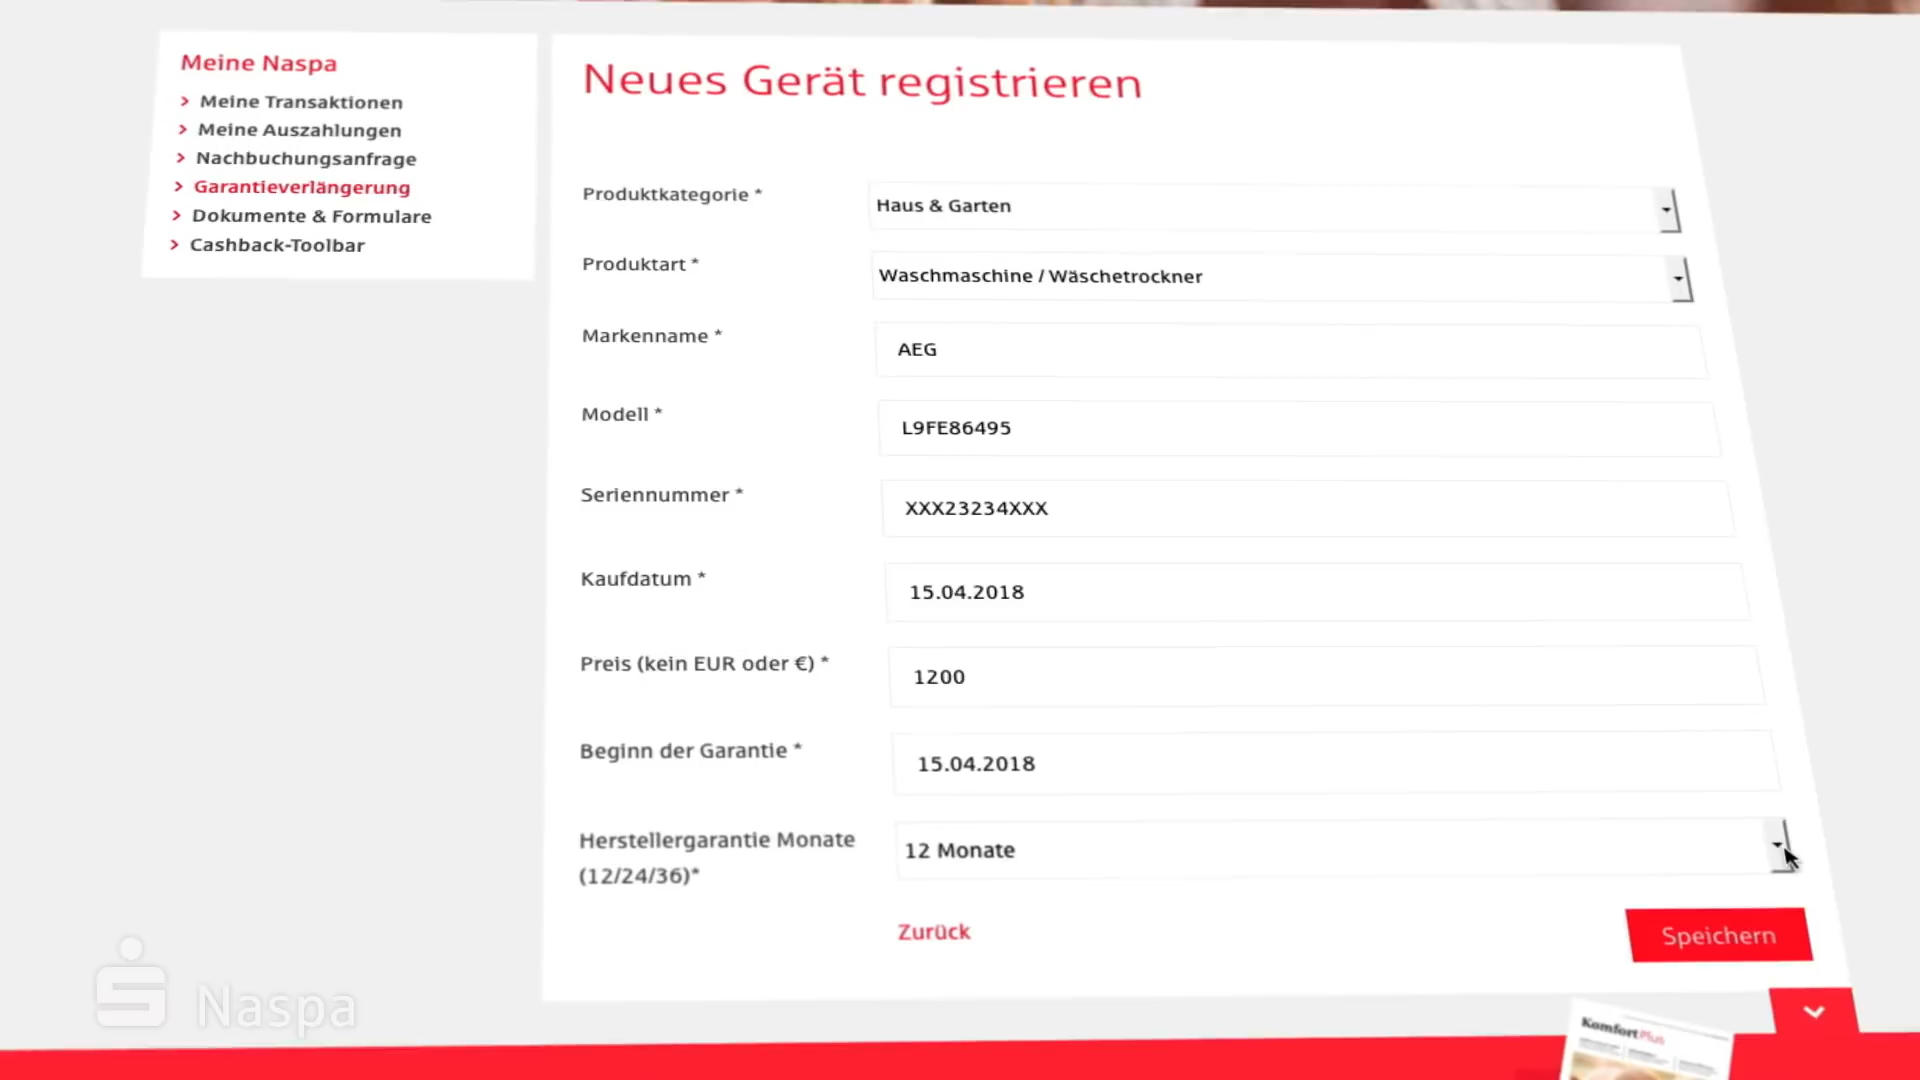 Meine Naspa
> Meine Transaktionen
> Meine Auszahlungen
> Nachbuchungsanfrage
> Garantieverlängerung
> Dokumente & Formulare
> Cashback-Toolbar
Neues Gerät registrieren
Produktkategorie * Haus & Garten
Produktart * Waschmaschine / Wäschetrockner
Markenname * AEG
Modell * L9FE86495
Seriennummer * XXX23234XXX
Kaufdatum * 15.04.2018
Preis (kein EUR oder €) * 1200
Beginn der Garantie * 15.04.2018
Herstellergarantie Monate 12 Monate
(12/24/36)*
Zurück Speichern
Naspa
KomfortPlus